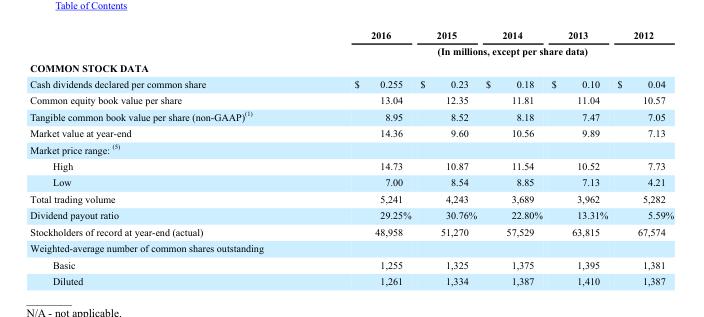 Table of Contents
2016 2015 2014 2013 2012
(In millions, except per share data)
COMMON STOCK DATA
Cash dividends declared per common share $ 0.255 $ 0.23 $ 0.18 $ 0.10 $ 0.04
Common equity book value per share 13.04 12.35 11.81 11.04 10.57
Tangible common book value per share (non-GAAP)(1) 8.95 8.52 8.18 7.47 7.05
Market value at year-end 14.36 9.60 10.56 9.89 7.13
Market price range: (5)
High 14.73 10.87 11.54 10.52 7.73
Low 7.00 8.54 8.85 7.13 4.21
Total trading volume 5,241 4,243 3,689 3,962 5,282
Dividend payout ratio 29.25% 30.76% 22.80% 13.31% 5.59%
Stockholders of record at year-end (actual) 48,958 51,270 57,529 63,815 67,574
Weighted-average number of common shares outstanding
Basic 1,255 1,325 1,375 1,395 1,381
Diluted 1,261 1,334 1,387 1,410 1,387
N/A - not applicable.